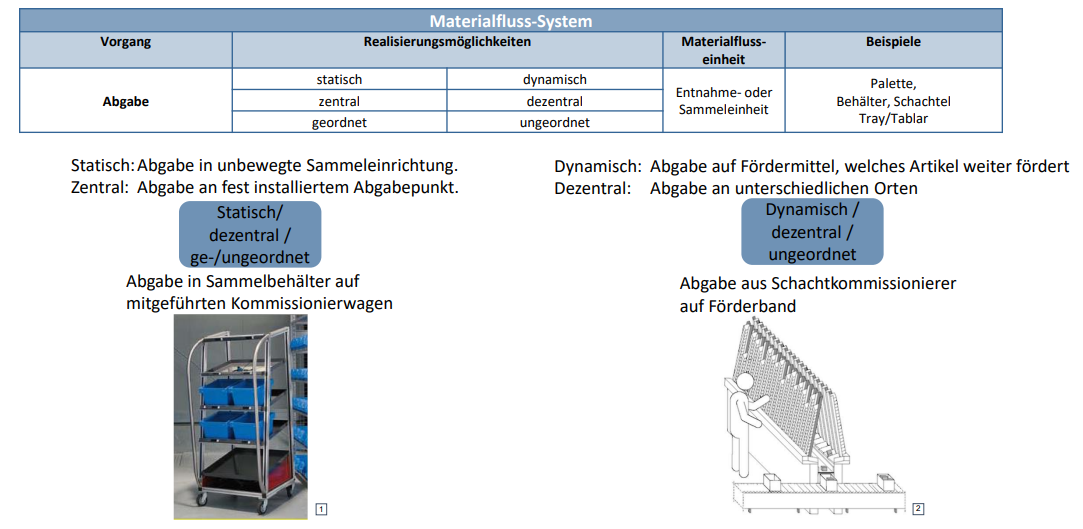 Materialfluss-System
Vorgang Realisierungsmöglichkeiten Materialfluss-
einheit Beispiele
Abgabe
statisch dynamisch
zentral dezentral
geordnet ungeordnet
Entnahme- oder
Sammeleinheit
Palette,
Behälter, Schachtel
Tray/Tablar
Statisch: Abgabe in unbewegte Sammeleinrichtung.
Zentral: Abgabe an fest installiertem Abgabepunkt.
Dynamisch: Abgabe auf Fördermittel, welches Artikel weiter fördert
Dezentral: Abgabe an unterschiedlichen Orten
Statisch/
dezentral /
ge-/ungeordnet
Abgabe in Sammelbehälter auf
mitgeführten Kommissionierwagen
1
Dynamisch /
dezentral /
ungeordnet
Abgabe aus Schachtkommissionierer
auf Förderband
2